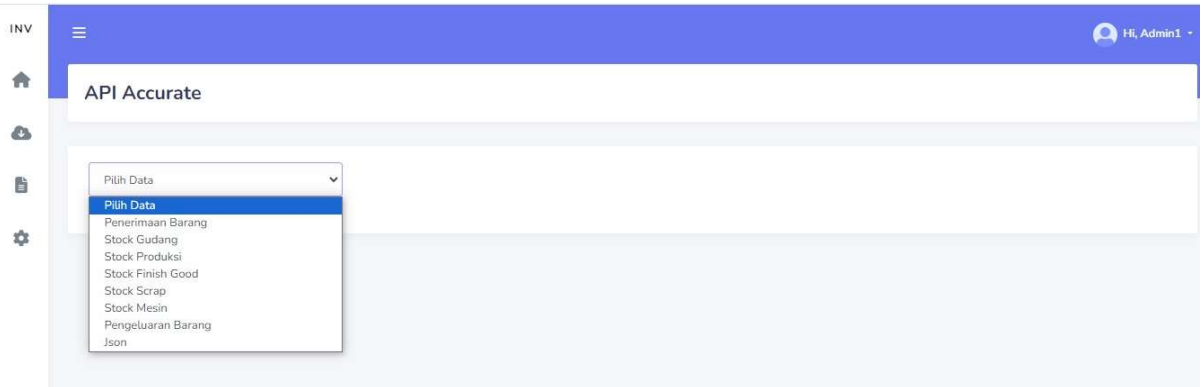 INV
Hi, Admin1
API Accurate
Pilih Data
Pilih Data
Penerimaan Barang
Stock Gudang
Stock Produksi
Stock Finish Good
Stock Scrap
Stock Mesin
Pengeluaran Barang
Json